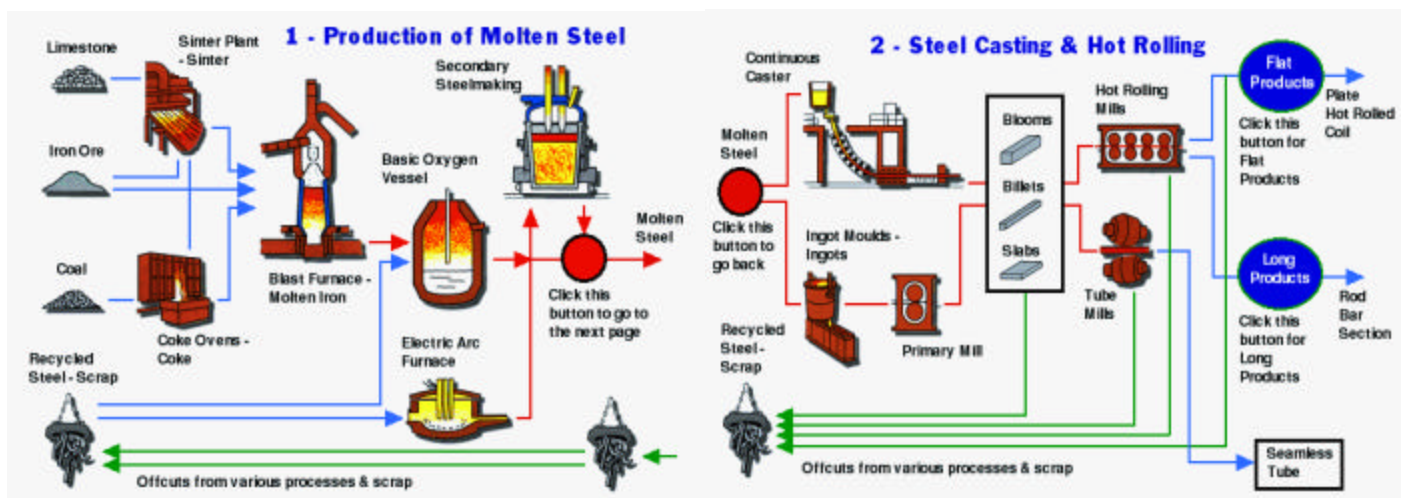 1 - Production of Molten Steel
Limestone
Sinter Plant
- Sinter
Secondary
Steelmaking
Iron Ore
Basic Oxygen
Vessel
Molten
Steel
Coal
Blast Furnace -
Molten Iron
Click this
button to go to
the next page
Coke Ovens -
Coke
Electric Arc
Furnace
Recycled
Steel - Scrap
Offcuts from various processes & scrap
2 - Steel Casting & Hot Rolling
Continuous
Caster
Flat
Products
Hot Rolling
Mills
Plate
Hot Rolled
Coil
Blooms
Click this
button for
Flat
Products
Molten
Steel
Billets
Click this
button to
go back
Ingot Moulds -
Ingots
Slabs
Long
Products
Tube
Mills
Rod
Bar
Section
Recycled
Steel -
Scrap
Primary Mill
Click this
button for
Long
Products
Offcuts from various processes & scrap
Seamless
Tube